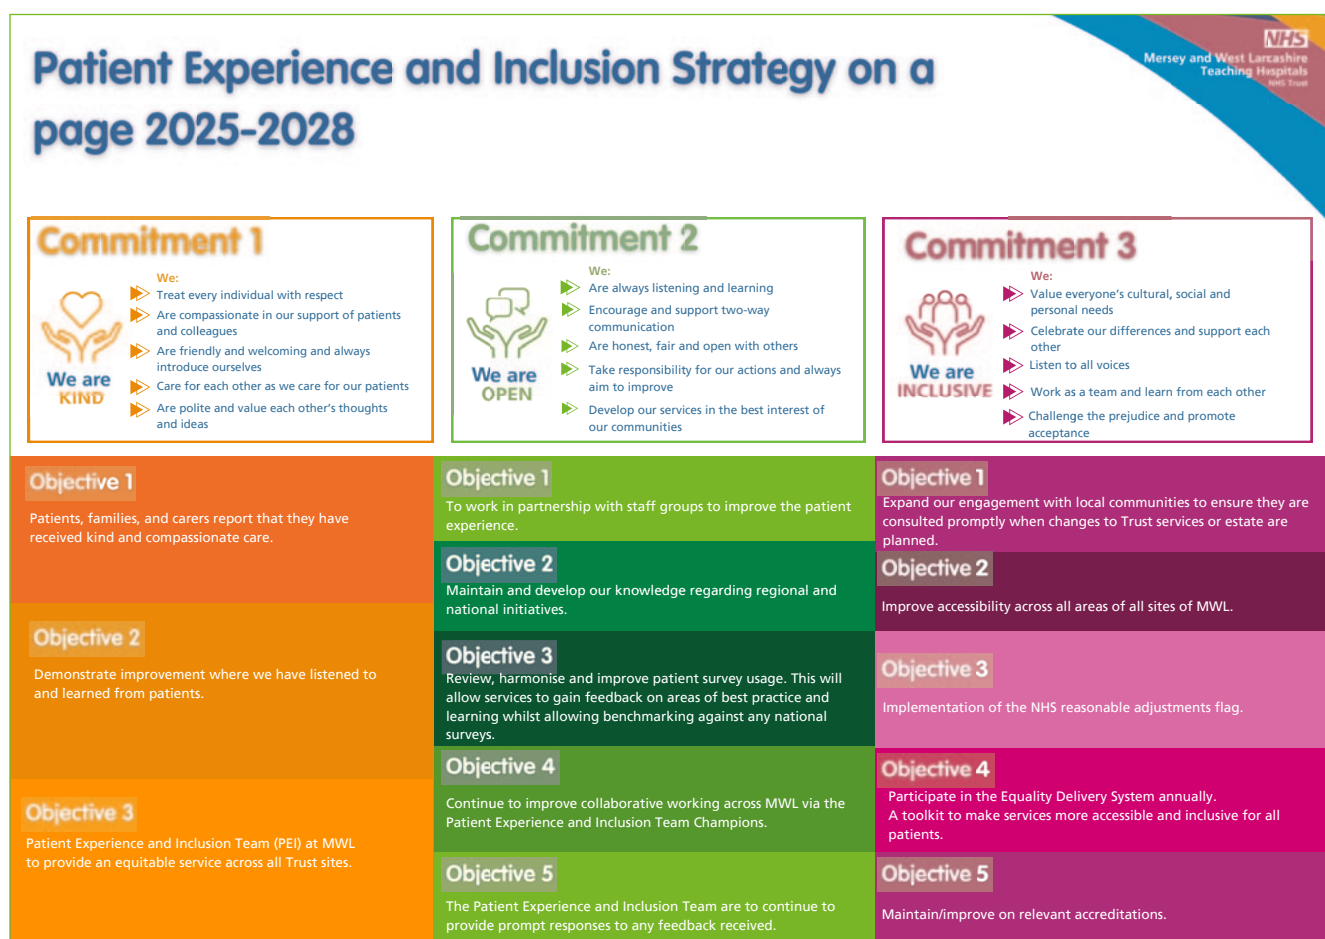 Patient Experience and Inclusion Strategy on a
page 2025-2028
NHS
Mersey and West Lancashire
Teaching Hospitals
NHS Trust
Commitment 1
We:
Treat every individual with respect
Are compassionate in our support of patients
and colleagues
Are friendly and welcoming and always
introduce ourselves
Care for each other as we care for our patients
Are polite and value each other's thoughts
and ideas
We are
KIND
Commitment 2
We:
Are always listening and learning
Encourage and support two-way
communication
Are honest, fair and open with others
Take responsibility for our actions and always
aim to improve
Develop our services in the best interest of
our communities
We are
OPEN
Commitment 3
We:
Value everyone's cultural, social and
personal needs
Celebrate our differences and support each
other
Listen to all voices
Work as a team and learn from each other
Challenge the prejudice and promote
acceptance
We are
INCLUSIVE
Objective 1
Patients, families, and carers report that they have
received kind and compassionate care.
Objective 2
Demonstrate improvement where we have listened to
and learned from patients.
Objective 3
Patient Experience and Inclusion Team (PEI) at MWL
to provide an equitable service across all Trust sites.
Objective 1
To work in partnership with staff groups to improve the patient
experience.
Objective 2
Maintain and develop our knowledge regarding regional and
national initiatives.
Objective 3
Review, harmonise and improve patient survey usage. This will
allow services to gain feedback on areas of best practice and
learning whilst allowing benchmarking against any national
surveys.
Objective 4
Continue to improve collaborative working across MWL via the
Patient Experience and Inclusion Team Champions.
Objective 5
The Patient Experience and Inclusion Team are to continue to
provide prompt responses to any feedback received.
Objective 1
Expand our engagement with local communities to ensure they are
consulted promptly when changes to Trust services or estate are
planned.
Objective 2
Improve accessibility across all areas of all sites of MWL.
Objective 3
Implementation of the NHS reasonable adjustments flag.
Objective 4
Participate in the Equality Delivery System annually.
A toolkit to make services more accessible and inclusive for all
patients.
Objective 5
Maintain/improve on relevant accreditations.